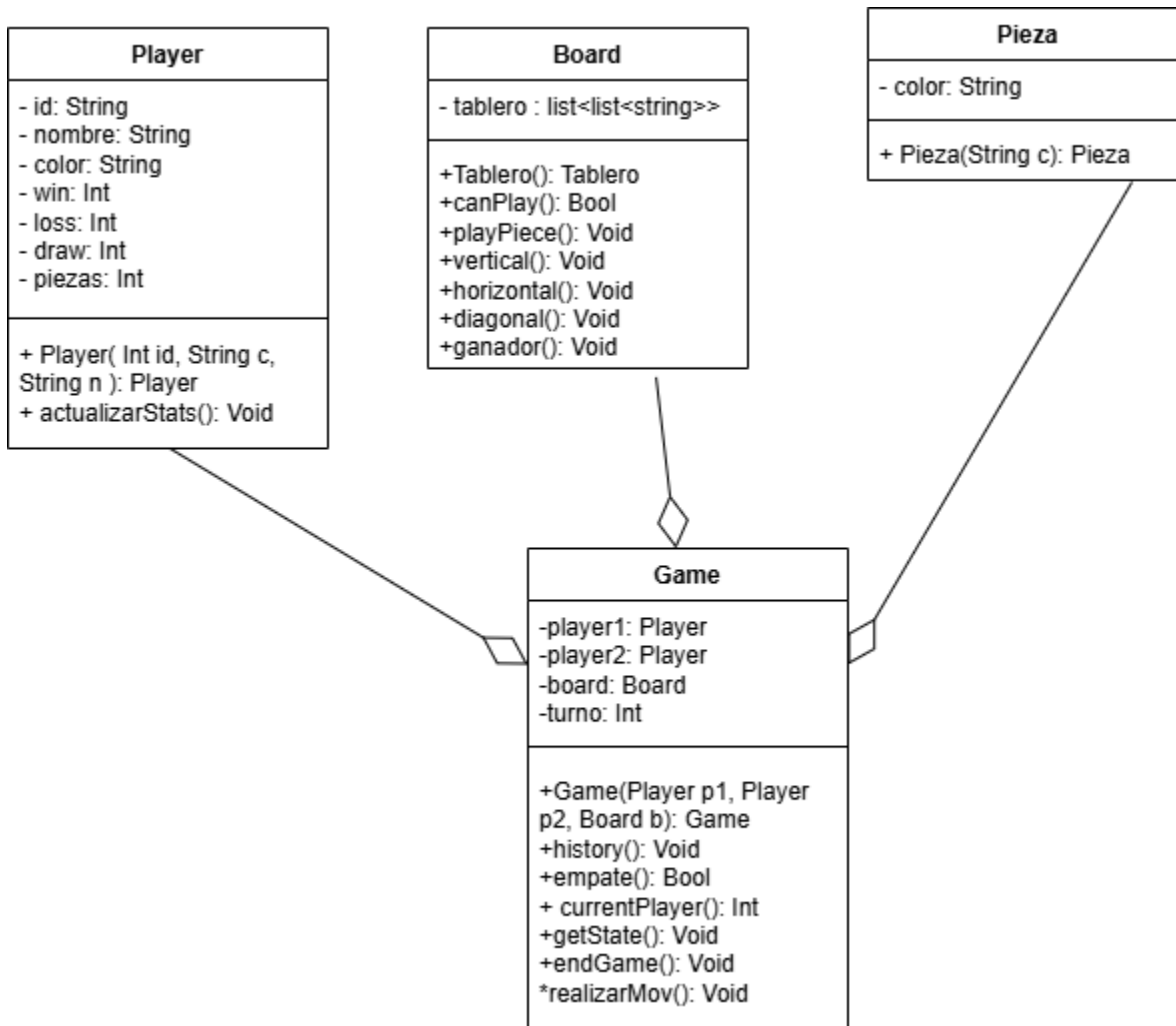 Player
- id: String
- nombre: String
- color: String
- win: Int
- loss: Int
- draw: Int
- piezas: Int
+ Player( Int id, String c,
String n ): Player
+ actualizarStats(): Void
Board
- tablero : list<list<string>>
+Tablero(): Tablero
+canPlay(): Bool
+playPiece(): Void
+vertical(): Void
+horizontal(): Void
+diagonal(): Void
+ganador(): Void
Pieza
- color: String
+ Pieza(String c): Pieza
Game
-player1: Player
-player2: Player
-board: Board
-turno: Int
+Game(Player p1, Player
p2, Board b): Game
+history(): Void
+empate(): Bool
+ currentPlayer(): Int
+getState(): Void
+endGame(): Void
*realizarMov(): Void